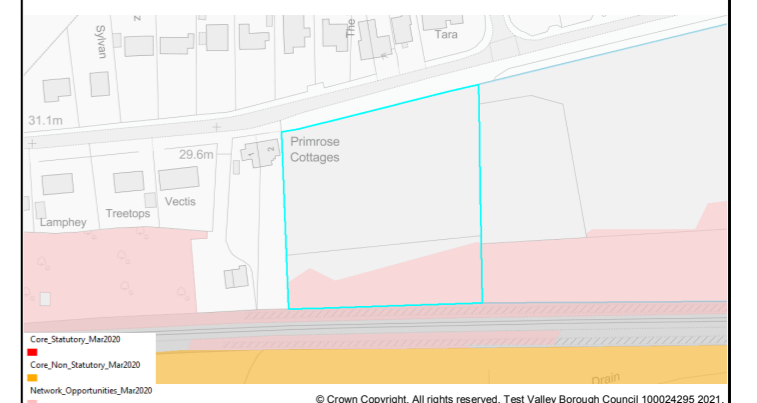 Sylvan
The
Tara
31.1m
29.6m
1
2
Primrose
Cottages
Lamphey
Treetops
Vectis
Core_Statutory_Mar2020
Core_Non_Statutory_Mar2020
Network_Opportunities_Mar2020
Drain
© Crown Copyright. All rights reserved. Test Valley Borough Council 100024295 2021.